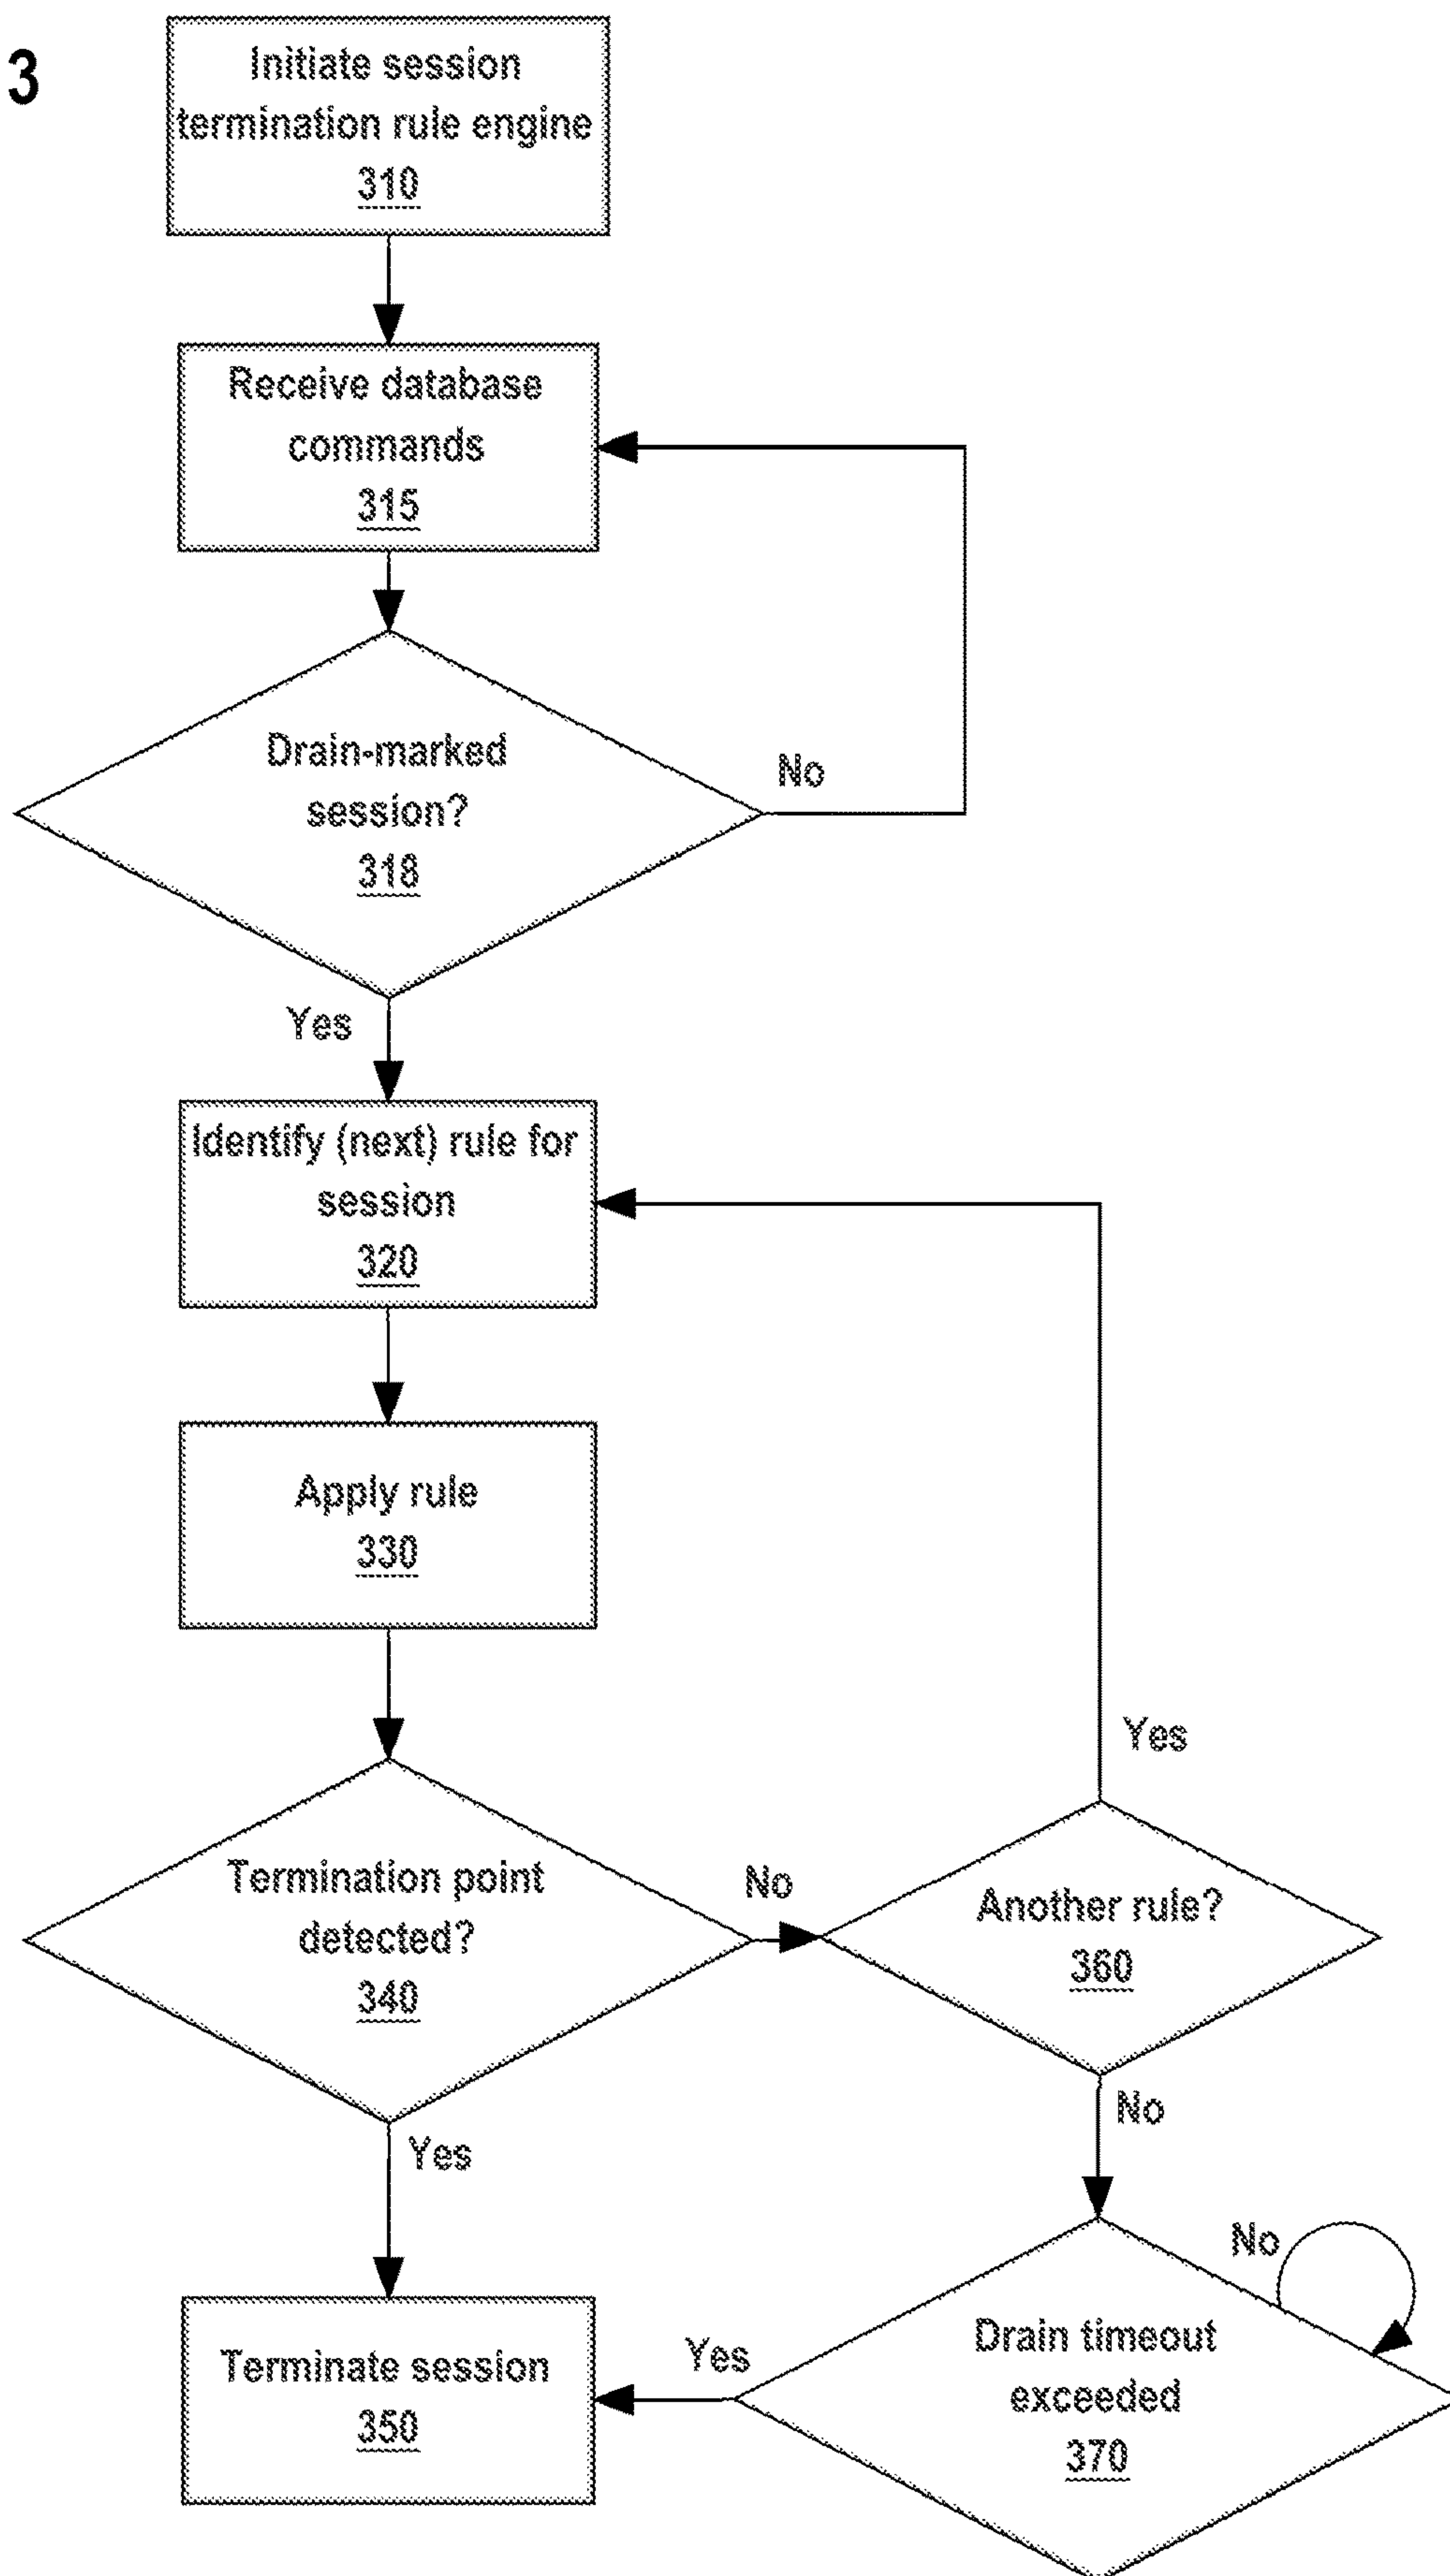 3
Initiate session
termination rule engine
310
Receive database
commands
315
Drain-marked
session?
318
No
Yes
Identify (next) rule for
session
320
Apply rule
330
Yes
Termination point
detected?
340
No
Another rule?
360
Yes
No
No
Terminate session
350
Yes
Drain timeout
exceeded
370